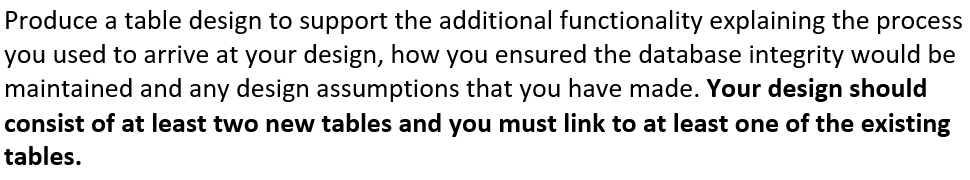 Produce a table design to support the additional functionality explaining the process
you used to arrive at your design, how you ensured the database integrity would be
maintained and any design assumptions that you have made. Your design should
consist of at least two new tables and you must link to at least one of the existing
tables.